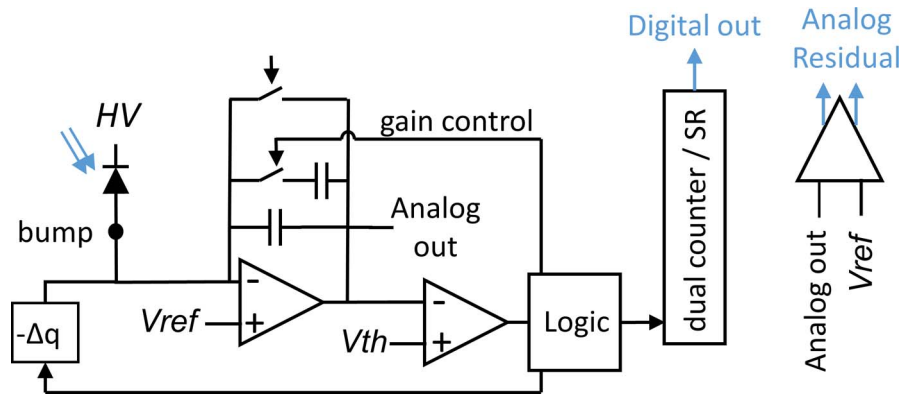 Digital out
Analog
Residual
HV
gain control
bump
Analog
out
-Δq
Vref
-
+
Vth
-
+
Logic
dual counter / SR
Analog out
Vref